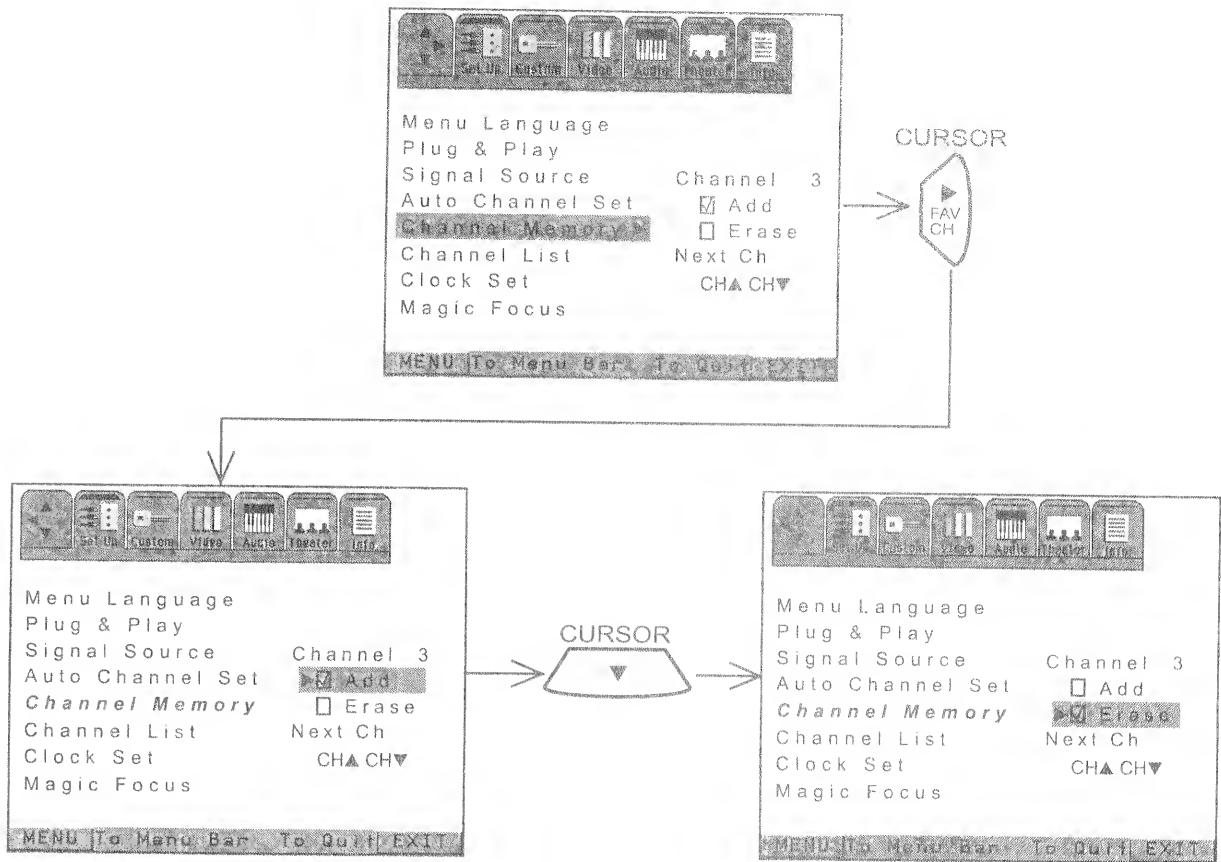 Set Up Custom Video Audio Theater Info
Menu Language
Plug & Play
Signal Source
Channel 3
Auto Channel Set
Add
Channel Memory
Erase
Channel List
Next Ch
Clock Set
CH▲ CH▼
Magic Focus
MENU To Menu Bar To Quit EXIT
CURSOR
FAV
CH
Set Up Custom Video Audio Theater Info
Menu Language
Plug & Play
Signal Source
Channel 3
Auto Channel Set
Add
Channel Memory
Erase
Channel List
Next Ch
Clock Set
CH▲ CH▼
Magic Focus
MENU To Menu Bar To Quit EXIT
CURSOR
Set Up Custom Video Audio Theater Info
Menu Language
Plug & Play
Signal Source
Channel 3
Auto Channel Set
Add
Channel Memory
Erase
Channel List
Next Ch
Clock Set
CH▲ CH▼
Magic Focus
MENU To Menu Bar To Quit EXIT